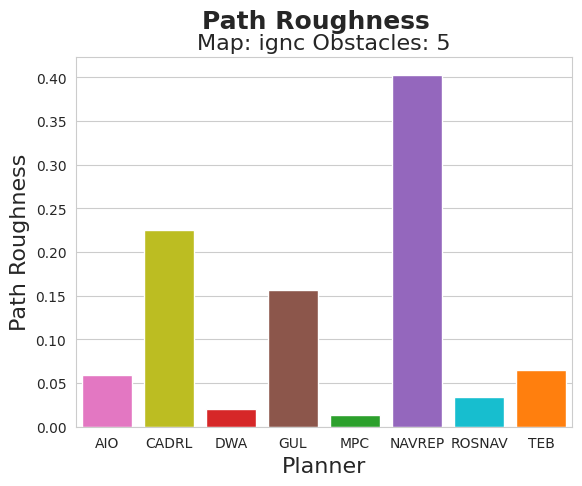 Path Roughness
Map: ignc Obstacles: 5
Path Roughness
0.40
0.35
0.30
0.25
0.20
0.15
0.10
0.05
0.00
AIO CADRL DWA GUL MPC NAVREP ROSNAV TEB
Planner